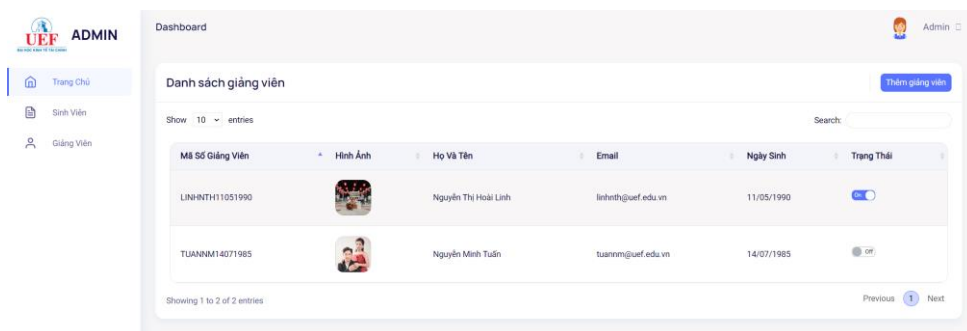 UEF ADMIN
Dashboard
Admin
Trang Chủ
Sinh Viên
Giảng Viên
Danh sách giảng viên
Thêm giảng viên
Show 10 entries
Search:
Mã Số Giảng Viên Hình Ảnh Họ Và Tên Email Ngày Sinh Trạng Thái
LINHNTH11051990 Nguyễn Thị Hoài Linh linhnth@uef.edu.vn 11/05/1990 On
TUANNM14071985 Nguyễn Minh Tuấn tuannm@uef.edu.vn 14/07/1985 Off
Showing 1 to 2 of 2 entries
Previous 1 Next